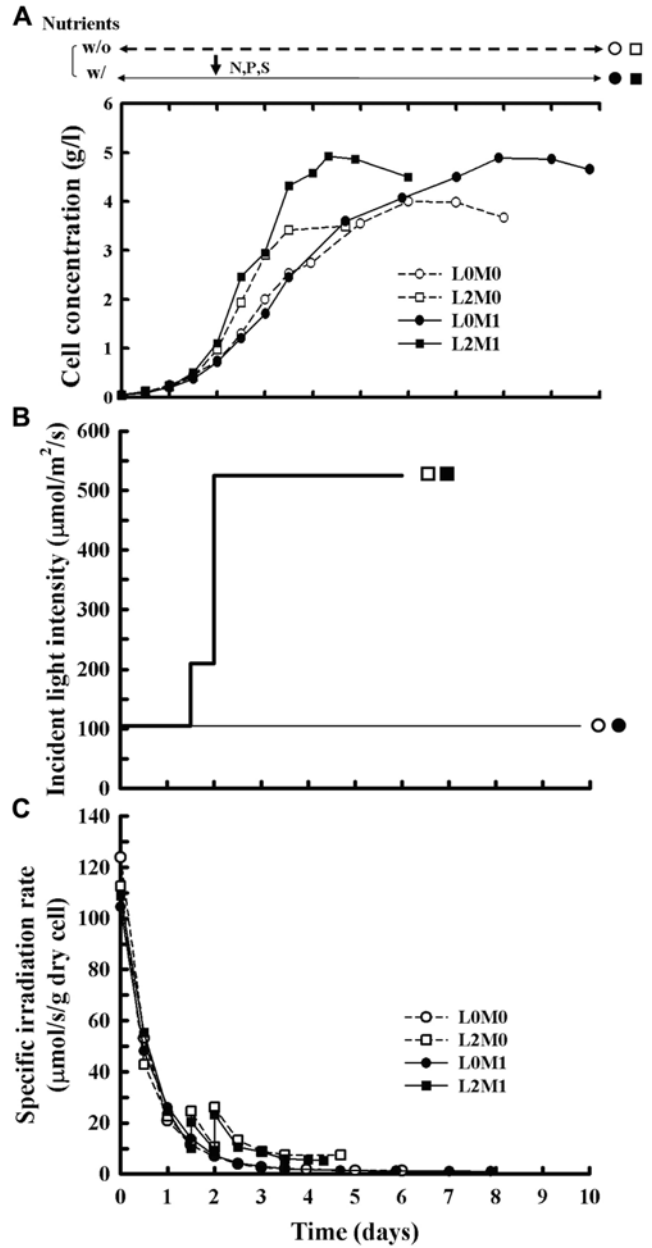 A
Nutrients
w/o
w/
N,P,S
6
5
4
3
2
1
0
Cell concentration (g/l)
L0M0
L2M0
L0M1
L2M1
B
600
500
400
300
200
100
0
Incident light intensity (μmol/m²/s)
C
140
120
100
80
60
40
20
0
Specific irradiation rate
(μmol/s/g dry cell)
L0M0
L2M0
L0M1
L2M1
0 1 2 3 4 5 6 7 8 9 10
Time (days)